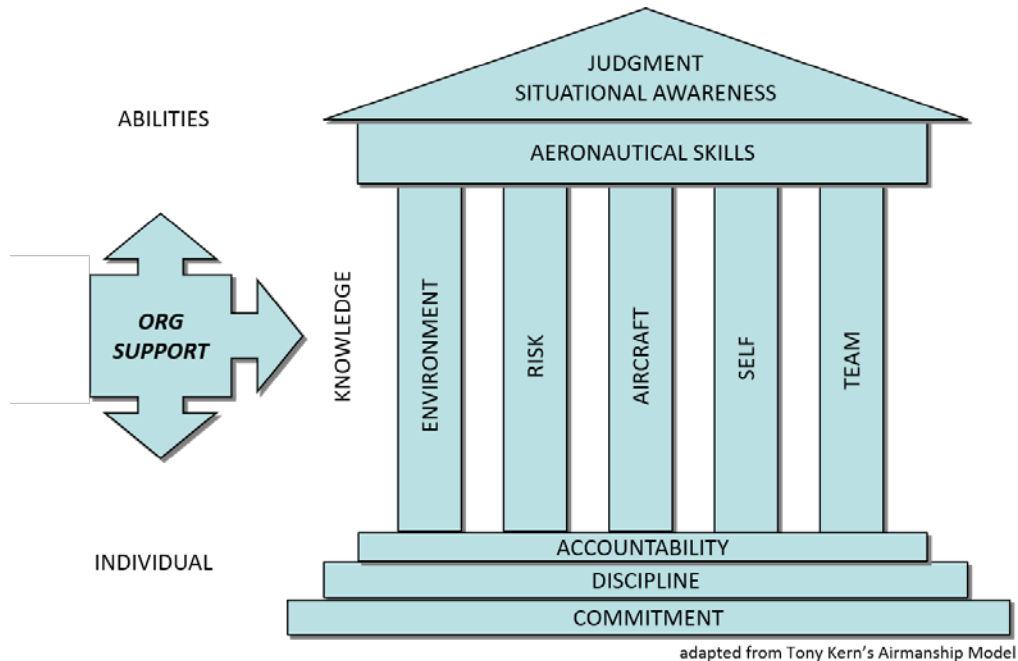 JUDGMENT
SITUATIONAL AWARENESS
ABILITIES
AERONAUTICAL SKILLS
ORG
SUPPORT
KNOWLEDGE
ENVIRONMENT
RISK
AIRCRAFT
SELF
TEAM
INDIVIDUAL
ACCOUNTABILITY
DISCIPLINE
COMMITMENT
adapted from Tony Kern's Airmanship Model